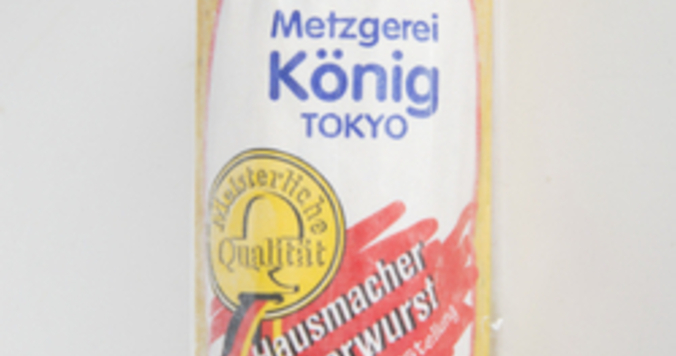 Metzgerei
König
TOKYO
Meisterliche
Qualität
Hausmacher